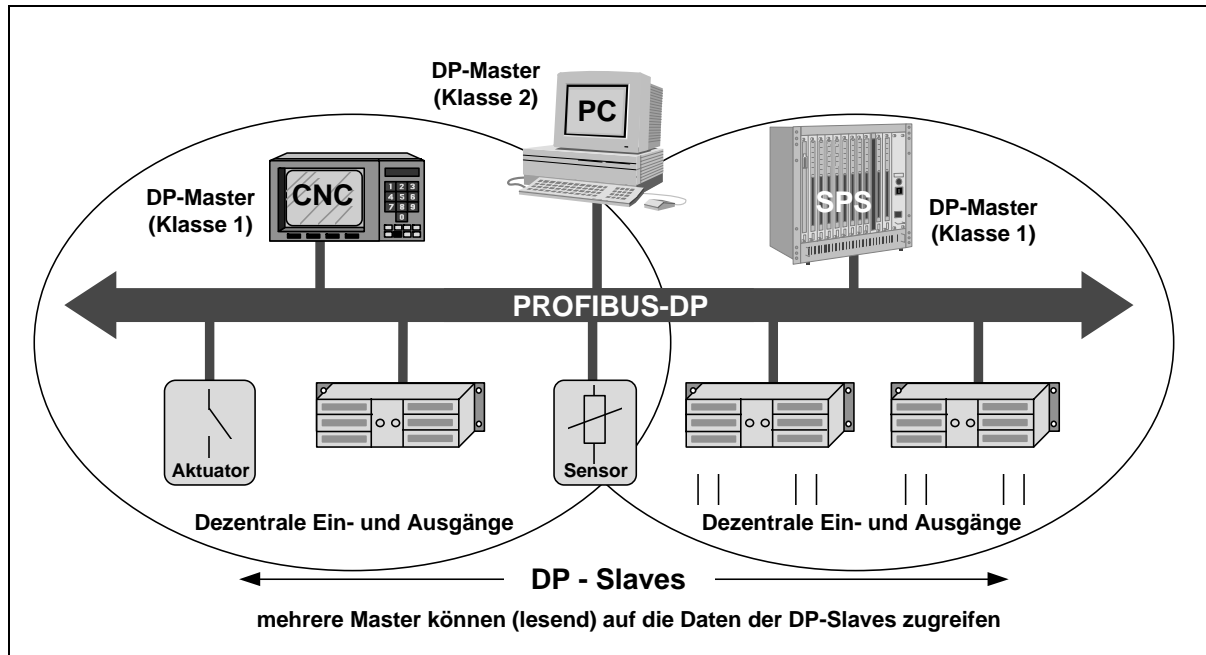 DP-Master
(Klasse 2)
PC
CNC
1 2 3
4 5 6
7 8 9
0
DP-Master
(Klasse 1)
SPS
DP-Master
(Klasse 1)
PROFIBUS-DP
Aktuator
Sensor
Dezentrale Ein- und Ausgänge
Dezentrale Ein- und Ausgänge
DP - Slaves
mehrere Master können (lesend) auf die Daten der DP-Slaves zugreifen